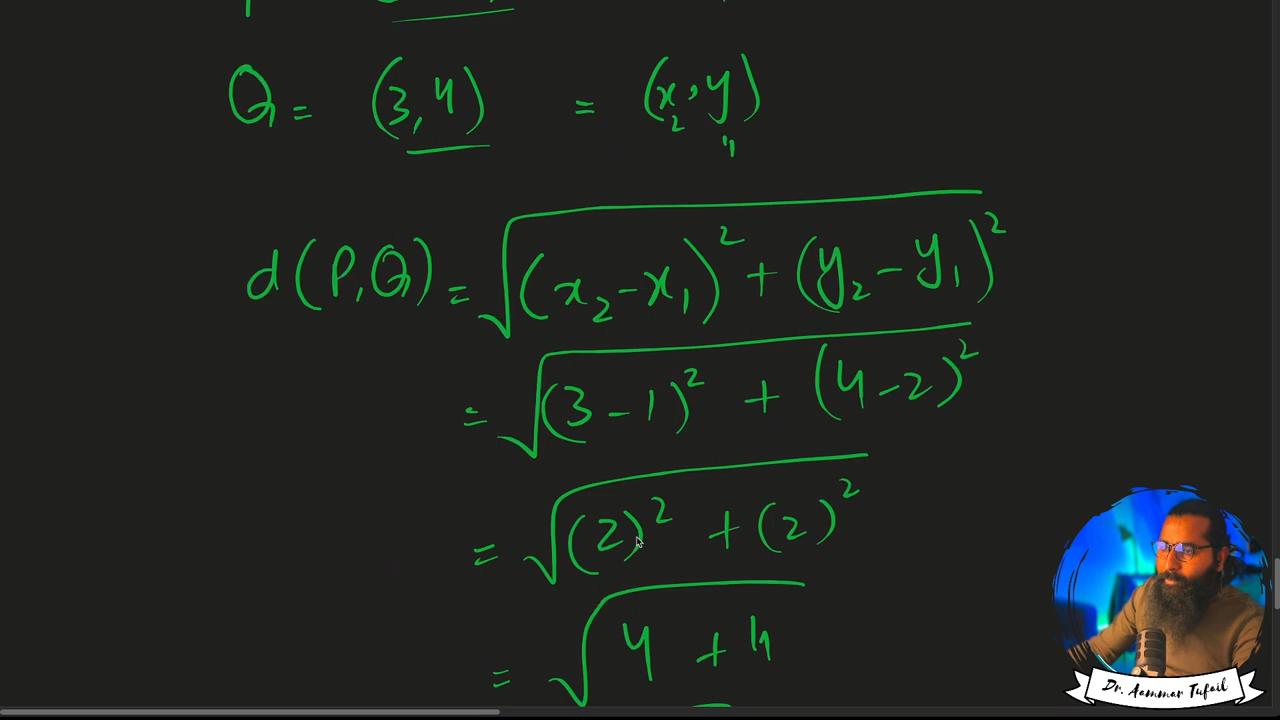 Q = (3,4) = (x₂, y₁)
d(P,Q) = √(x₂-x₁)² + (y₂-y₁)²
= √(3-1)² + (4-2)²
= √(2)² + (2)²
= √4 + 4
Dr. Aammar Tufail